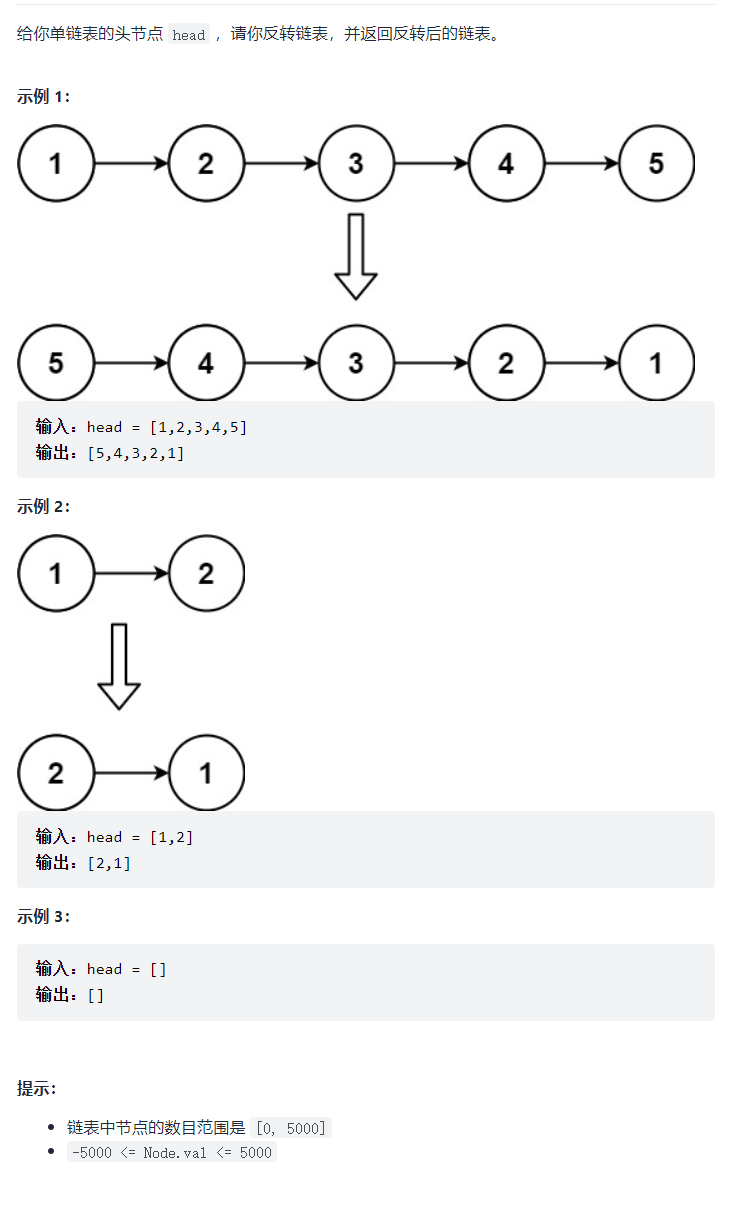 给你单链表的头节点 head ，请你反转链表，并返回反转后的链表。
示例 1：
1 2 3 4 5
5 4 3 2 1
输入：head = [1,2,3,4,5]
输出：[5,4,3,2,1]
示例 2：
1 2
2 1
输入：head = [1,2]
输出：[2,1]
示例 3：
输入：head = []
输出：[]
提示：
链表中节点的数目范围是 [0, 5000]
-5000 <= Node.val <= 5000